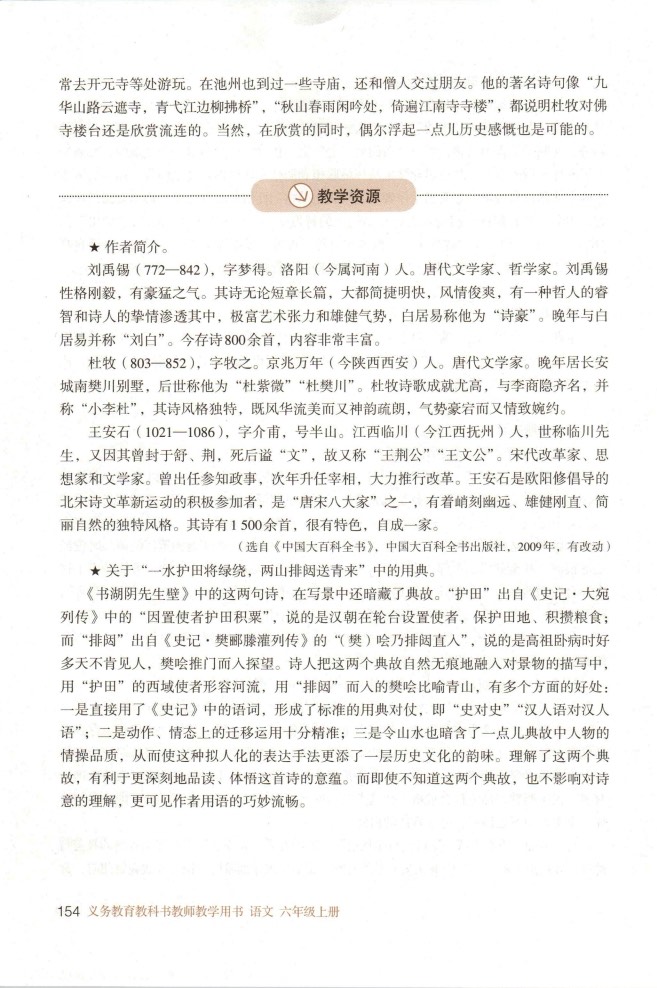 常去开元寺等处游玩。在池州也到过一些寺庙，还和僧人交过朋友。他的著名诗句像“九
华山路云遮寺，青弋江边柳拂桥”，“秋山春雨闲吟处，倚遍江南寺寺楼”，都说明杜牧对佛
寺楼台还是欣赏流连的。当然，在欣赏的同时，偶尔浮起一点儿历史感慨也是可能的。
教学资源
★ 作者简介。
刘禹锡（772—842），字梦得。洛阳（今属河南）人。唐代文学家、哲学家。刘禹锡
性格刚毅，有豪猛之气。其诗无论短章长篇，大都简捷明快，风情俊爽，有一种哲人的睿
智和诗人的挚情渗透其中，极富艺术张力和雄健气势，白居易称他为“诗豪”。晚年与白
居易并称“刘白”。今存诗800余首，内容非常丰富。
杜牧（803—852），字牧之。京兆万年（今陕西西安）人。唐代文学家。晚年居长安
城南樊川别墅，后世称他为“杜紫微”“杜樊川”。杜牧诗歌成就尤高，与李商隐齐名，并
称“小李杜”，其诗风格独特，既风华流美而又神韵疏朗，气势豪宕而又情致婉约。
王安石（1021—1086），字介甫，号半山。江西临川（今江西抚州）人，世称临川先
生，又因其曾封于舒、荆，死后谥“文”，故又称“王荆公”“王文公”。宋代改革家、思
想家和文学家。曾出任参知政事，次年升任宰相，大力推行改革。王安石是欧阳修倡导的
北宋诗文革新运动的积极参加者，是“唐宋八大家”之一，有着峭刻幽远、雄健刚直、简
丽自然的独特风格。其诗有1 500余首，很有特色，自成一家。
（选自《中国大百科全书》，中国大百科全书出版社，2009年，有改动）
★ 关于“一水护田将绿绕，两山排闼送青来”中的用典。
《书湖阴先生壁》中的这两句诗，在写景中还暗藏了典故。“护田”出自《史记·大宛
列传》中的“因置使者护田积粟”，说的是汉朝在轮台设置使者，保护田地、积攒粮食；
而“排闼”出自《史记·樊郦滕灌列传》的“（樊）哙乃排闼直入”，说的是高祖卧病时好
多天不肯见人，樊哙推门而入探望。诗人把这两个典故自然无痕地融入对景物的描写中，
用“护田”的西域使者形容河流，用“排闼”而入的樊哙比喻青山，有多个方面的好处：
一是直接用了《史记》中的语词，形成了标准的用典对仗，即“史对史”“汉人语对汉人
语”；二是动作、情态上的迁移运用十分精准；三是令山水也暗含了一点儿典故中人物的
情操品质，从而使这种拟人化的表达手法更添了一层历史文化的韵味。理解了这两个典
故，有利于更深刻地品读、体悟这首诗的意蕴。而即使不知道这两个典故，也不影响对诗
意的理解，更可见作者用语的巧妙流畅。
154 义务教育教科书教师教学用书 语文 六年级上册